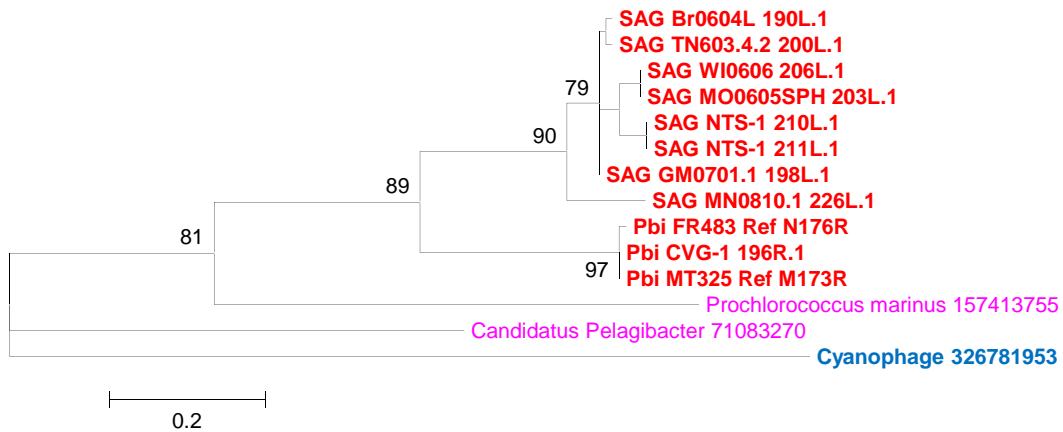 SAG Br0604L 190L.1
SAG TN603.4.2 200L.1
SAG WI0606 206L.1
79
SAG MO0605SPH 203L.1
SAG NTS-1 210L.1
90
SAG NTS-1 211L.1
SAG GM0701.1 198L.1
89
SAG MN0810.1 226L.1
Pbi FR483 Ref N176R
81
Pbi CVG-1 196R.1
97
Pbi MT325 Ref M173R
Prochlorococcus marinus 157413755
Candidatus Pelagibacter 71083270
Cyanophage 326781953
0.2